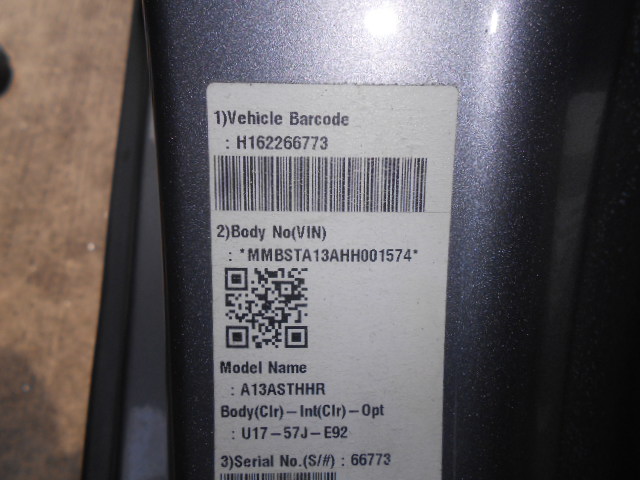 1)Vehicle Barcode
: H162266773
2)Body No(VIN)
: *MMBSTA13AHH001574*
Model Name
: A13ASTHHR
Body(Clr)-Int(Clr)-Opt
: U17-57J-E92
3)Serial No.(S/#) : 66773